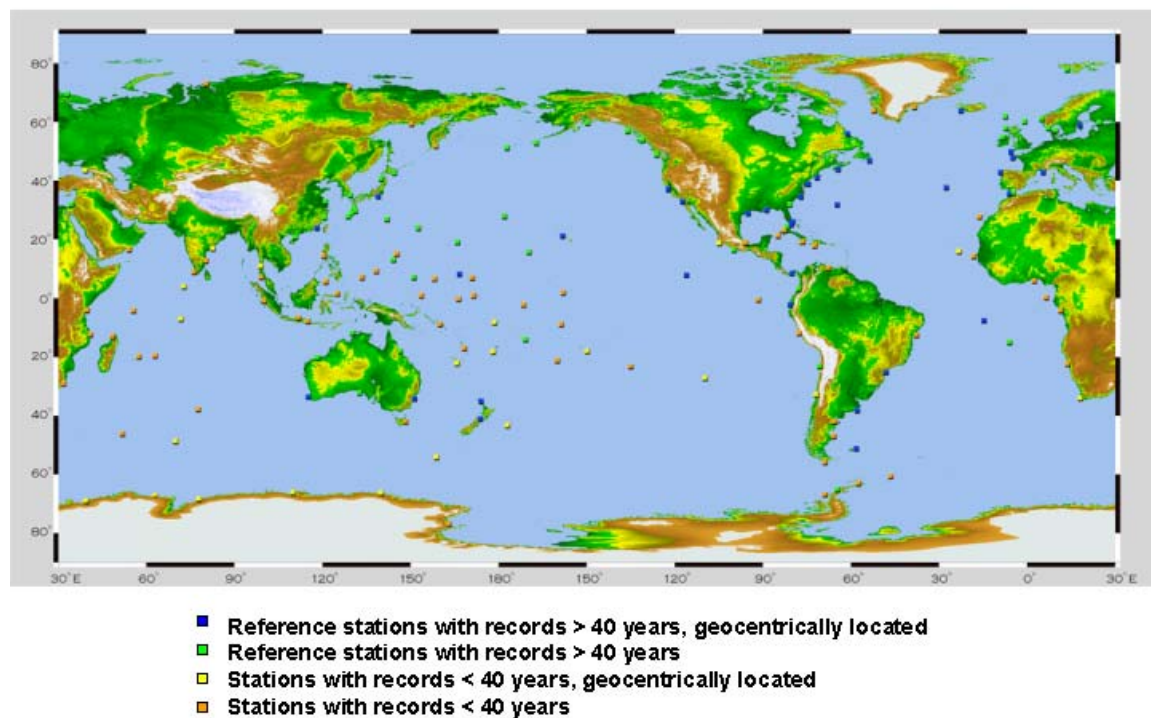 80°
60°
40°
20°
0°
20°
40°
60°
80°
30°E 60° 90° 120° 150° 180° 150° 120° 90° 60° 30° 0° 30°E
Reference stations with records > 40 years, geocentrically located
Reference stations with records > 40 years
Stations with records < 40 years, geocentrically located
Stations with records < 40 years